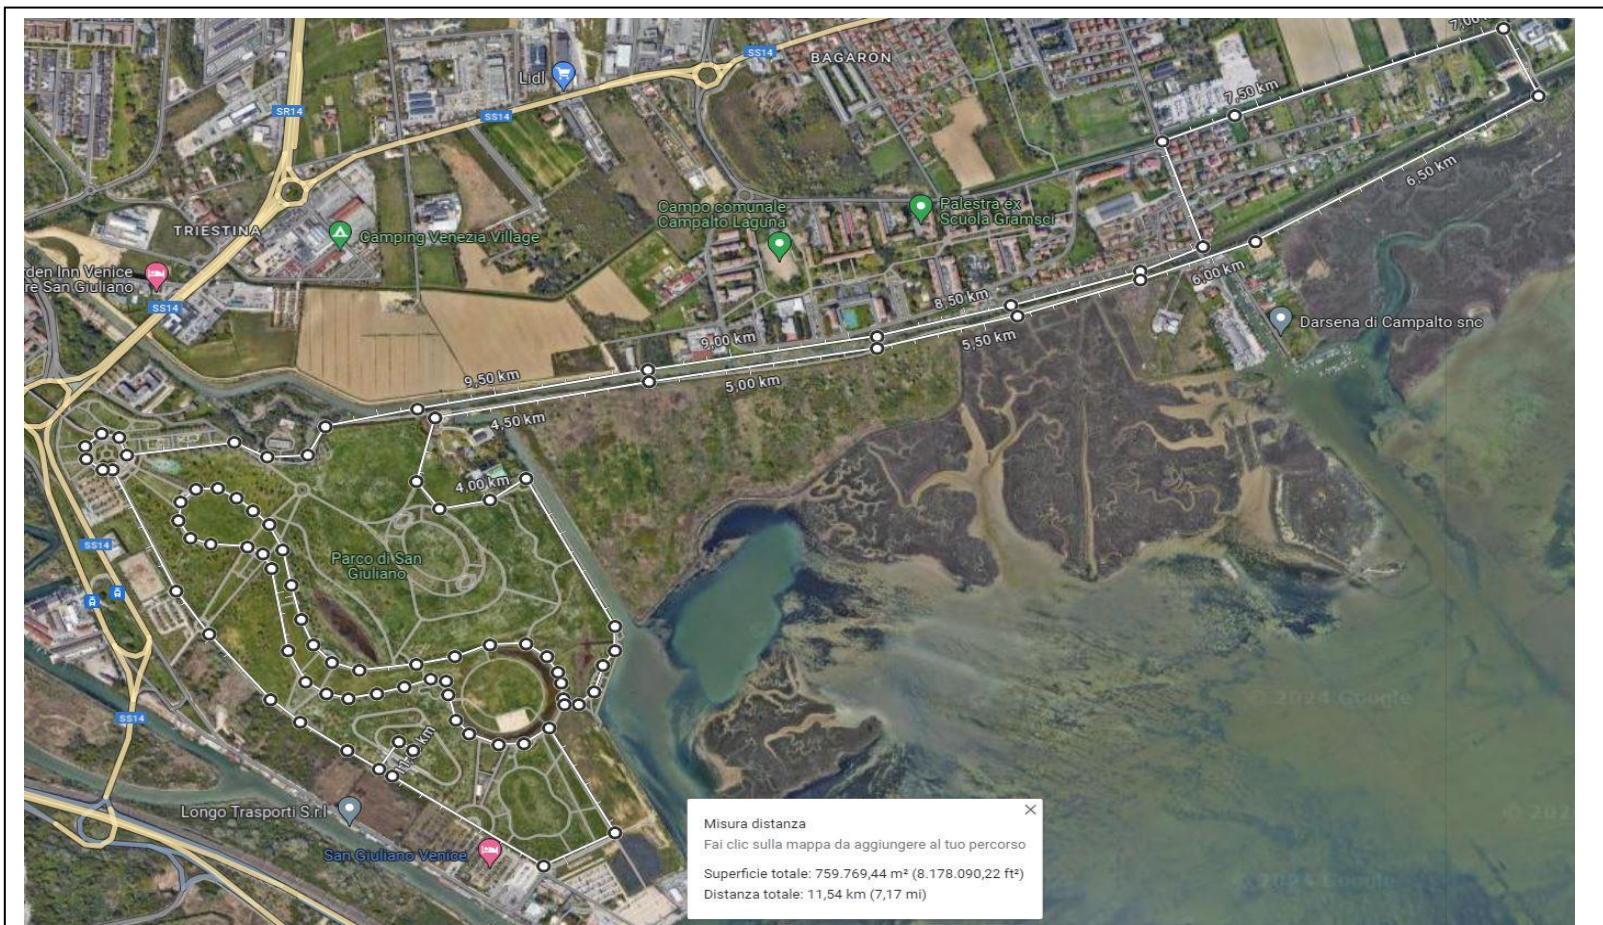 7,00
SS14
BAGARON
Lidl
7,50 km
SR14
SS14
6,50 km
Campo comunale
Campalto Laguna
Palestra ex
Scuola Gramsci
TRIESTINA
Camping Venezia Village
rden Inn Venice
re San Giuliano
SS14
6,00 km
8,50 km
Darsena di Campalto snc
9,00 km
5,50 km
9,50 km
5,00 km
4,50 km
4,00 km
SS14
Parco di San
Giuliano
© 2024 Google
SS14
km
Longo Trasporti S.r.l
San Giuliano Venice
Misura distanza
Fai clic sulla mappa da aggiungere al tuo percorso
Superficie totale: 759.769,44 m² (8.178.090,22 ft²)
Distanza totale: 11,54 km (7,17 mi)